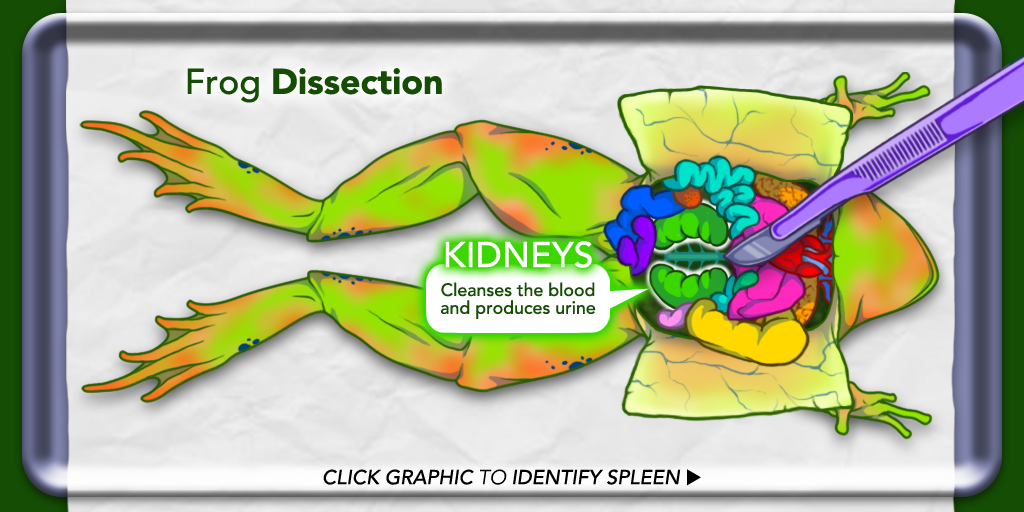 Frog Dissection
KIDNEYS
Cleanses the blood
and produces urine
CLICK GRAPHIC TO IDENTIFY SPLEEN ▶